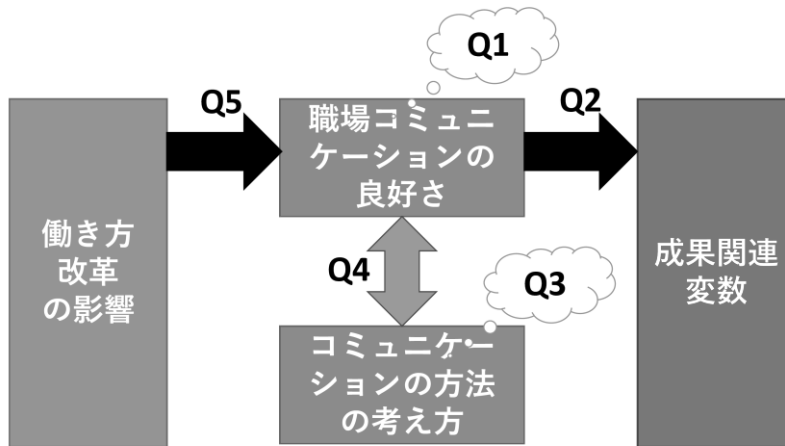 Q1
Q5
Q2
職場コミュニ
ケーションの
良好さ
働き方
改革
の影響
Q4
Q3
成果関連
変数
コミュニケー
ションの方法
の考え方